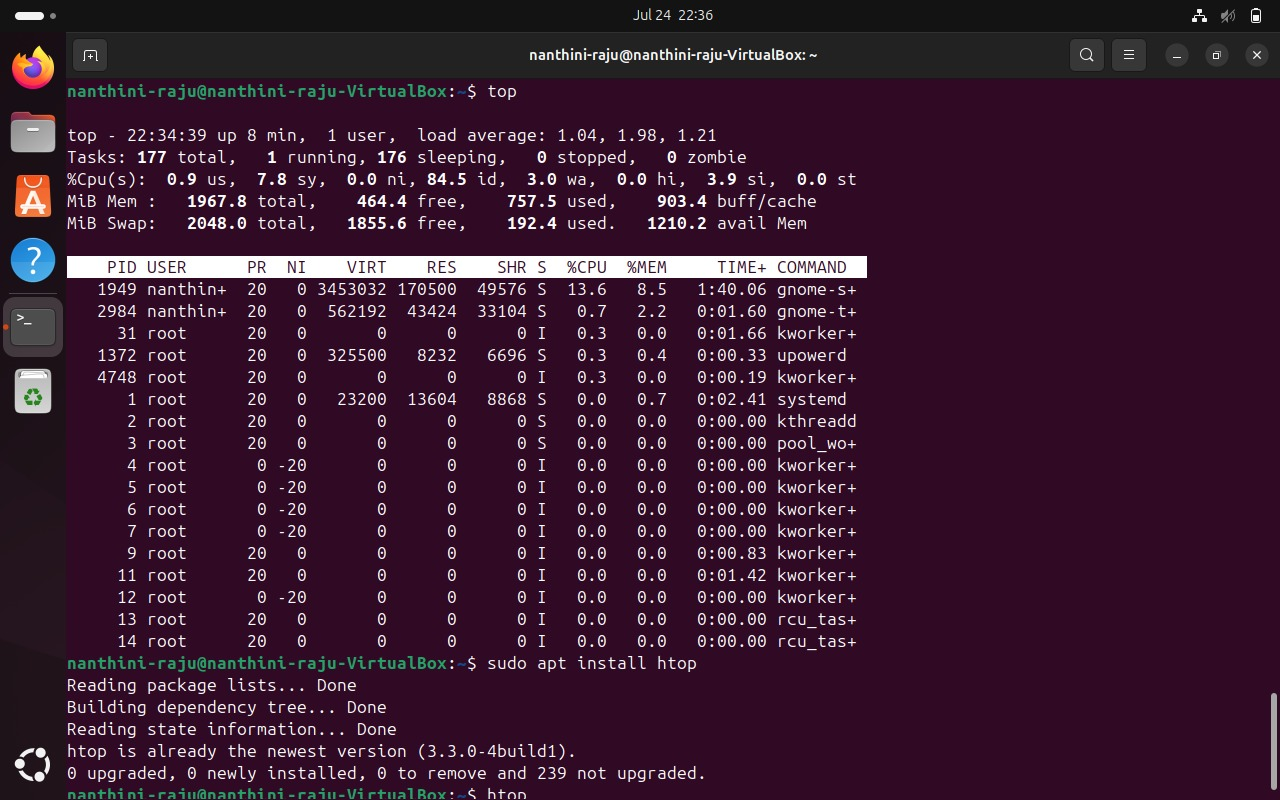 Jul 24 22:36
nanthini-raju@nanthini-raju-VirtualBox: ~
nanthini-raju@nanthini-raju-VirtualBox:~$ top
top - 22:34:39 up 8 min,  1 user,  load average: 1.04, 1.98, 1.21
Tasks: 177 total,   1 running, 176 sleeping,   0 stopped,   0 zombie
%Cpu(s):  0.9 us,  7.8 sy,  0.0 ni, 84.5 id,  3.0 wa,  0.0 hi,  3.9 si,  0.0 st
MiB Mem :   1967.8 total,    464.4 free,    757.5 used,    903.4 buff/cache
MiB Swap:   2048.0 total,   1855.6 free,    192.4 used.   1210.2 avail Mem
    PID USER      PR  NI    VIRT    RES    SHR S  %CPU  %MEM     TIME+ COMMAND
   1949 nanthin+  20   0 3453032 170500  49576 S  13.6   8.5   1:40.06 gnome-s+
   2984 nanthin+  20   0  562192  43424  33104 S   0.7   2.2   0:01.60 gnome-t+
     31 root      20   0       0      0      0 I   0.3   0.0   0:01.66 kworker+
   1372 root      20   0  325500   8232   6696 S   0.3   0.4   0:00.33 upowerd
   4748 root      20   0       0      0      0 I   0.3   0.0   0:00.19 kworker+
      1 root      20   0   23200  13604   8868 S   0.0   0.7   0:02.41 systemd
      2 root      20   0       0      0      0 S   0.0   0.0   0:00.00 kthreadd
      3 root      20   0       0      0      0 S   0.0   0.0   0:00.00 pool_wo+
      4 root       0 -20       0      0      0 I   0.0   0.0   0:00.00 kworker+
      5 root       0 -20       0      0      0 I   0.0   0.0   0:00.00 kworker+
      6 root       0 -20       0      0      0 I   0.0   0.0   0:00.00 kworker+
      7 root       0 -20       0      0      0 I   0.0   0.0   0:00.00 kworker+
      9 root      20   0       0      0      0 I   0.0   0.0   0:00.83 kworker+
     11 root      20   0       0      0      0 I   0.0   0.0   0:01.42 kworker+
     12 root       0 -20       0      0      0 I   0.0   0.0   0:00.00 kworker+
     13 root      20   0       0      0      0 I   0.0   0.0   0:00.00 rcu_tas+
     14 root      20   0       0      0      0 I   0.0   0.0   0:00.00 rcu_tas+
nanthini-raju@nanthini-raju-VirtualBox:~$ sudo apt install htop
Reading package lists... Done
Building dependency tree... Done
Reading state information... Done
htop is already the newest version (3.3.0-4build1).
0 upgraded, 0 newly installed, 0 to remove and 239 not upgraded.
nanthini-raju@nanthini-raju-VirtualBox:~$ htop